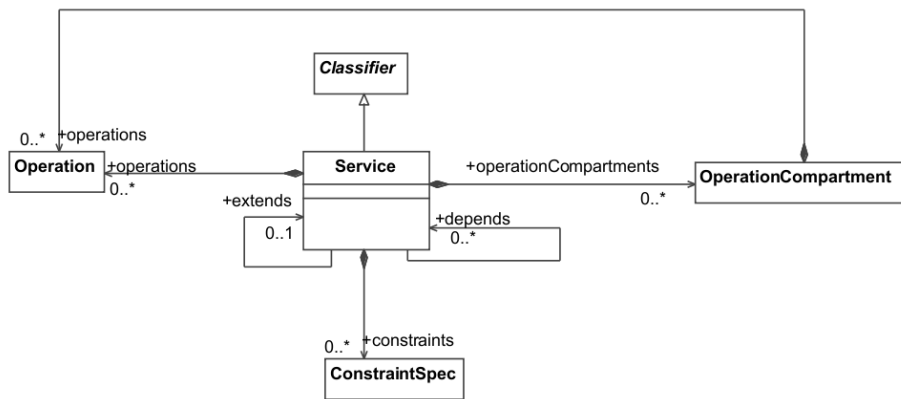 Classifier
0..* +operations
Operation
+operations
0..*
Service
+operationCompartments
0..*
OperationCompartment
+extends
0..1
+depends
0..*
0..* +constraints
ConstraintSpec